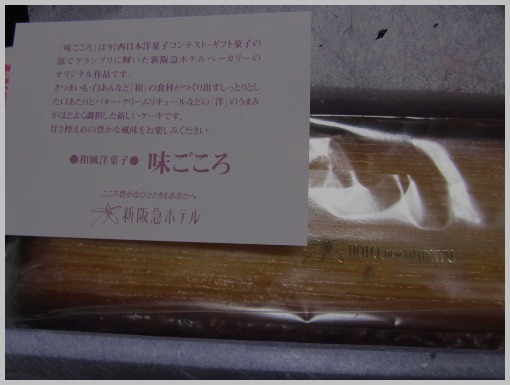 「味ごころ」は'97西日本洋菓子コンテスト・ギフト菓子の
部でグランプリに輝いた新阪急ホテルベーカリーの
オリジナル作品です。
さつまいもや白あんなど「和」の食材がつくり出すしっとりとし
た口あたりとバター・クリームリキュールなどの「洋」のうまみ
がほどよく調和した新しいケーキです。
甘さ控えめの豊かな風味をお楽しみください。
●和風洋菓子● 味ごころ
こころ豊かなひとときをあなたへ
新阪急ホテル
HOTEL NEW HANKYU